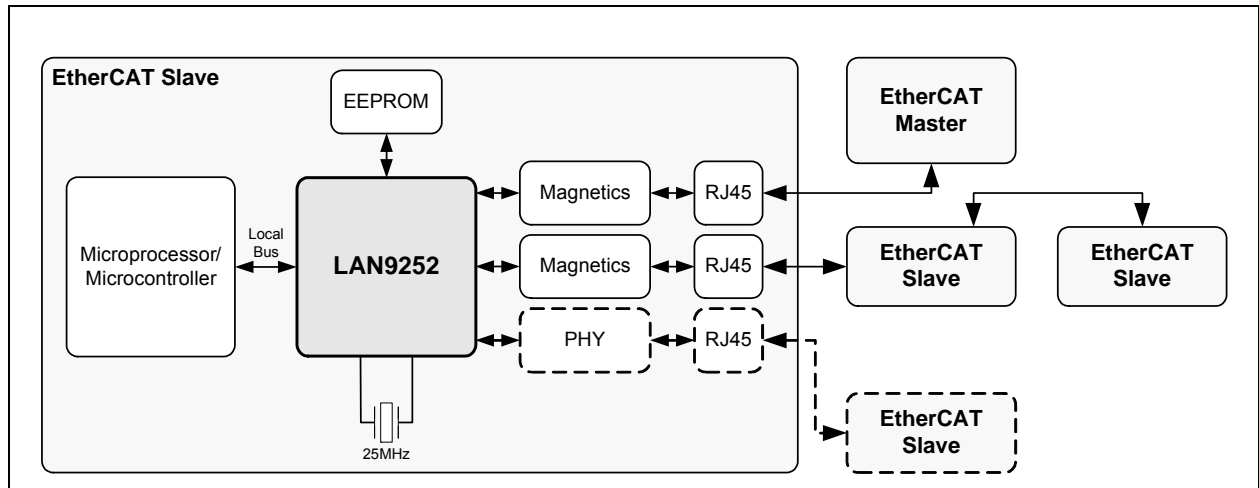 EtherCAT Slave
EEPROM
EtherCAT
Master
Magnetics
RJ45
Microprocessor/
Microcontroller
Local
Bus
LAN9252
Magnetics
RJ45
EtherCAT
Slave
EtherCAT
Slave
PHY
RJ45
25MHz
EtherCAT
Slave